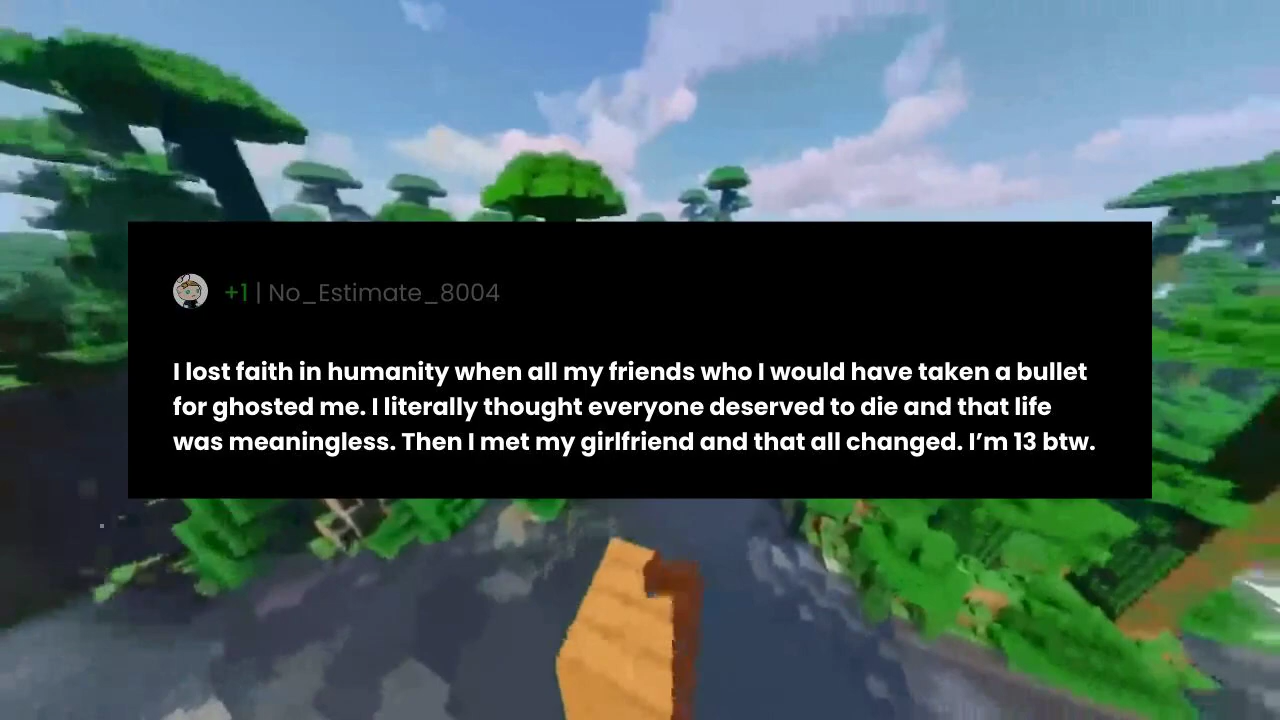 +1 | No_Estimate_8004
I lost faith in humanity when all my friends who I would have taken a bullet
for ghosted me. I literally thought everyone deserved to die and that life
was meaningless. Then I met my girlfriend and that all changed. I’m 13 btw.